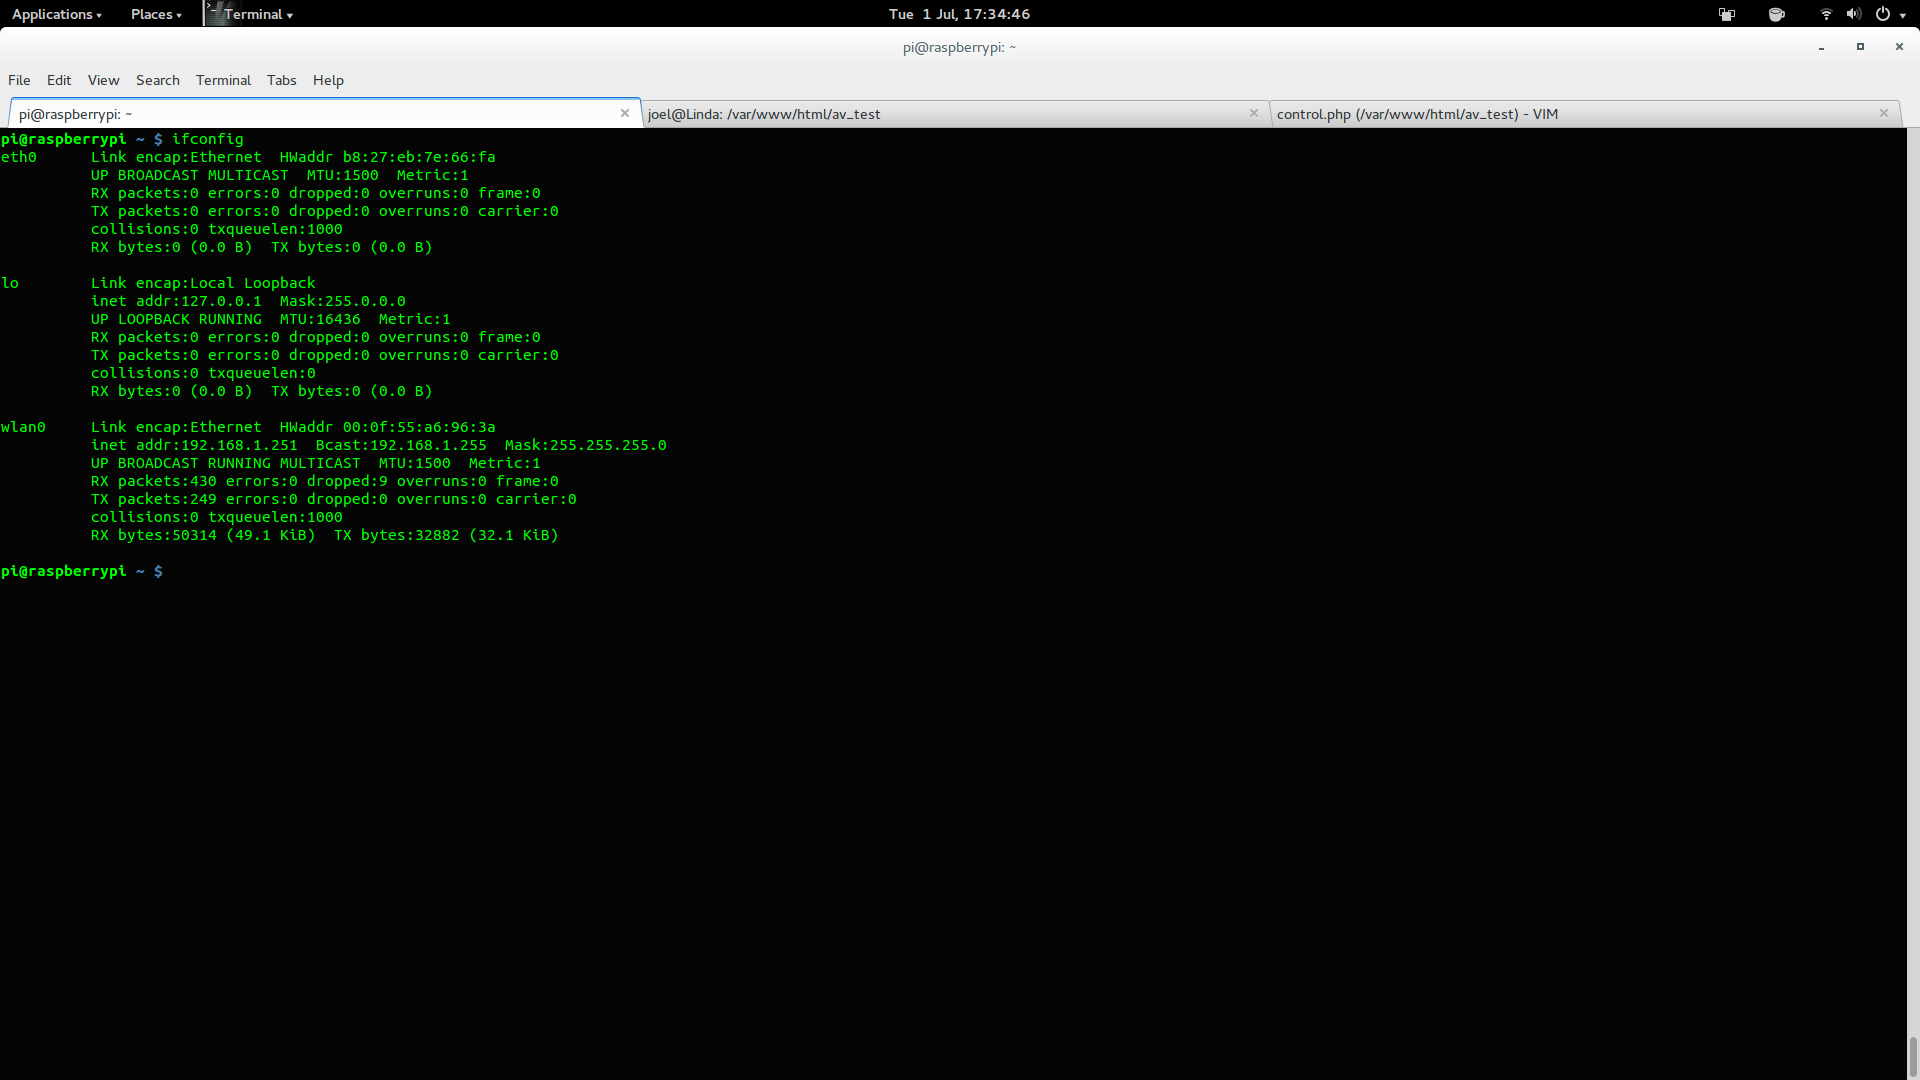 Applications Places Terminal Tue 1 Jul, 17:34:46
pi@raspberrypi: ~
File Edit View Search Terminal Tabs Help
pi@raspberrypi: ~ joel@Linda: /var/www/html/av_test control.php (/var/www/html/av_test) - VIM
pi@raspberrypi ~ $ ifconfig
eth0      Link encap:Ethernet  HWaddr b8:27:eb:7e:66:fa
          UP BROADCAST MULTICAST  MTU:1500  Metric:1
          RX packets:0 errors:0 dropped:0 overruns:0 frame:0
          TX packets:0 errors:0 dropped:0 overruns:0 carrier:0
          collisions:0 txqueuelen:1000
          RX bytes:0 (0.0 B)  TX bytes:0 (0.0 B)

lo        Link encap:Local Loopback
          inet addr:127.0.0.1  Mask:255.0.0.0
          UP LOOPBACK RUNNING  MTU:16436  Metric:1
          RX packets:0 errors:0 dropped:0 overruns:0 frame:0
          TX packets:0 errors:0 dropped:0 overruns:0 carrier:0
          collisions:0 txqueuelen:0
          RX bytes:0 (0.0 B)  TX bytes:0 (0.0 B)

wlan0     Link encap:Ethernet  HWaddr 00:0f:55:a6:96:3a
          inet addr:192.168.1.251  Bcast:192.168.1.255  Mask:255.255.255.0
          UP BROADCAST RUNNING MULTICAST  MTU:1500  Metric:1
          RX packets:430 errors:0 dropped:9 overruns:0 frame:0
          TX packets:249 errors:0 dropped:0 overruns:0 carrier:0
          collisions:0 txqueuelen:1000
          RX bytes:50314 (49.1 KiB)  TX bytes:32882 (32.1 KiB)

pi@raspberrypi ~ $